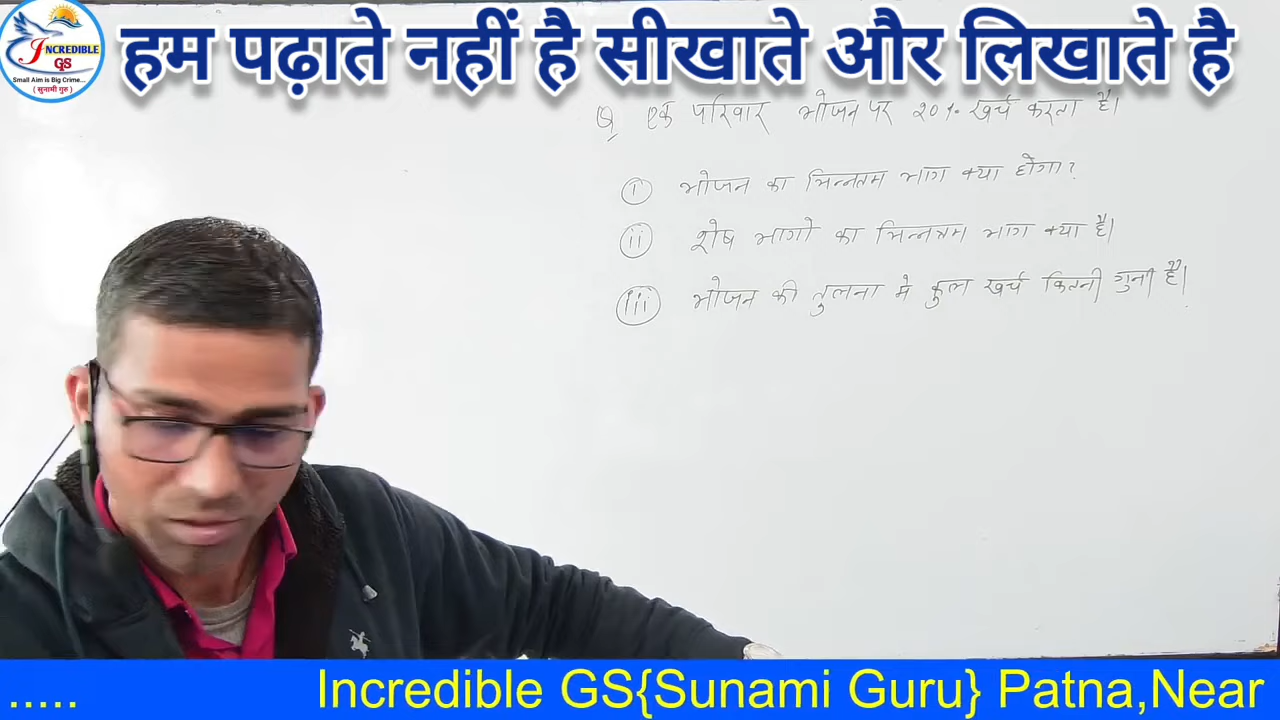 INCREDIBLE
GS
Small Aim is Big Crime...
( सुनामी गुरु )
हम पढ़ाते नहीं है सीखाते और लिखाते है
Q, एक परिवार भोजन पर 20%. खर्च करता है।
(i) भोजन का भिन्नतम भाग क्या होगा?
(ii) शेष भागो का भिन्नतम भाग क्या है।
(iii) भोजन की तुलना मे कुल खर्च कितनी गुनी है।
..... Incredible GS{Sunami Guru} Patna,Near